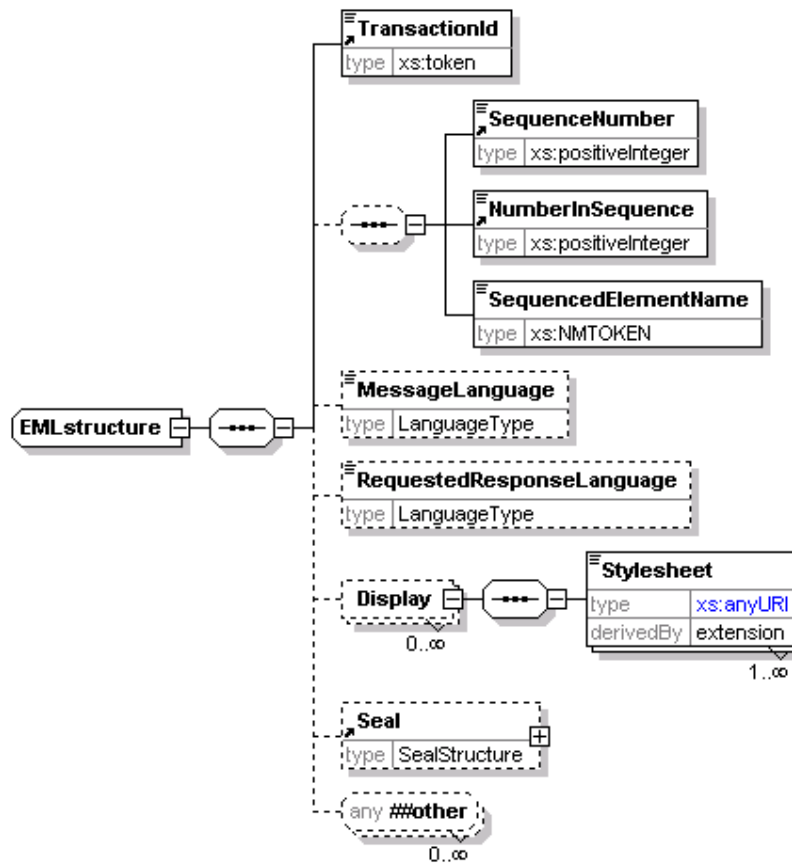 TransactionId
type xs:token
SequenceNumber
type xs:positiveInteger
NumberInSequence
type xs:positiveInteger
SequencedElementName
type xs:NMTOKEN
MessageLanguage
type LanguageType
EMLstructure
RequestedResponseLanguage
type LanguageType
Stylesheet
type xs:anyURI
derivedBy extension
1..∞
Display
0..∞
Seal
type SealStructure
any ##other
0..∞